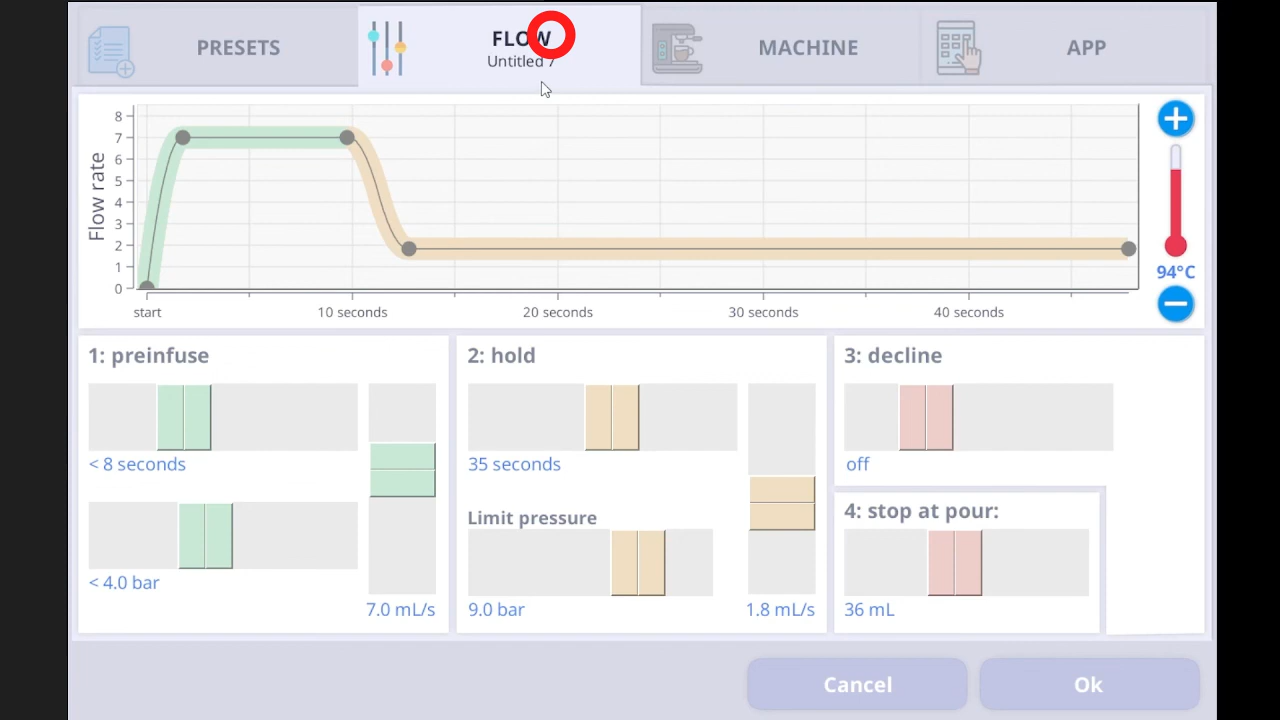 PRESETS
FLOW
Untitled 7
MACHINE
APP
Flow rate
8
7
6
5
4
3
2
1
0
start
10 seconds
20 seconds
30 seconds
40 seconds
94°C
1: preinfuse
< 8 seconds
< 4.0 bar
7.0 mL/s
2: hold
35 seconds
Limit pressure
9.0 bar
1.8 mL/s
3: decline
off
4: stop at pour:
36 mL
Cancel
Ok